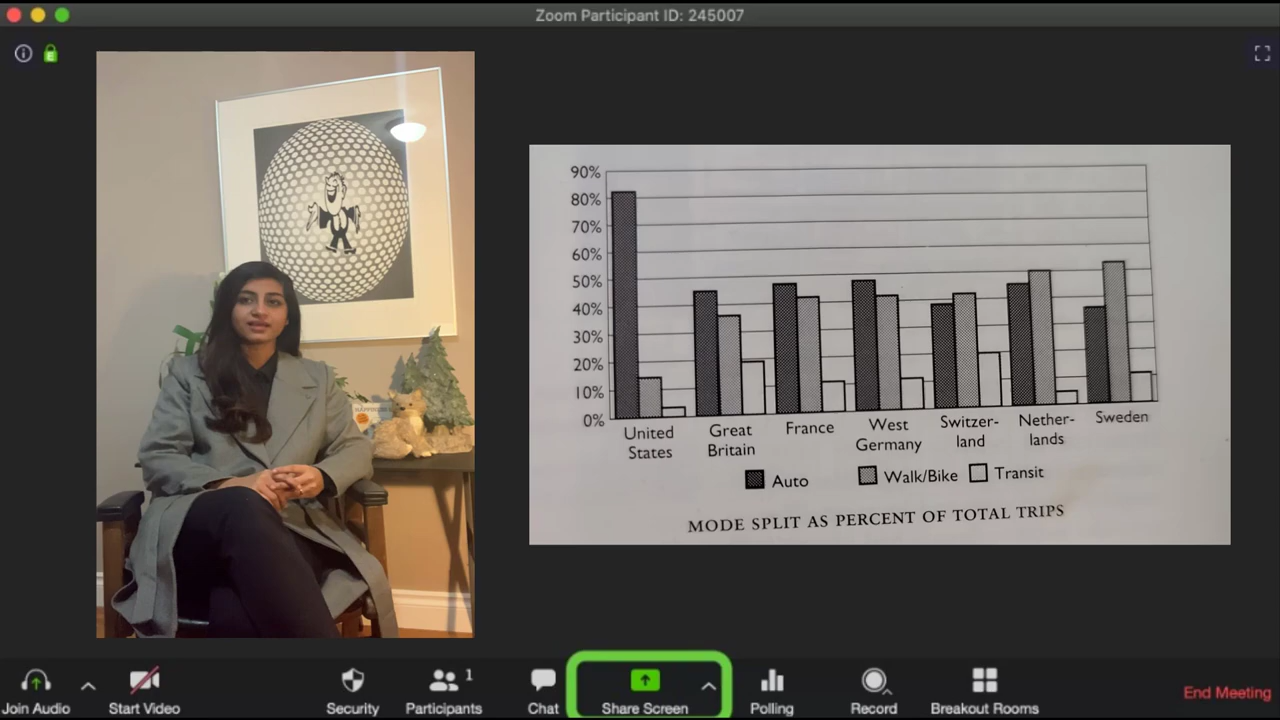 Zoom Participant ID: 245007
E
90%
80%
70%
60%
50%
40%
30%
20%
10%
0%
United States
Great Britain
France
West Germany
Switzer-land
Nether-lands
Sweden
Auto
Walk/Bike
Transit
MODE SPLIT AS PERCENT OF TOTAL TRIPS
Join Audio
Start Video
Security
Participants
1
Chat
Share Screen
Polling
Record
Breakout Rooms
End Meeting